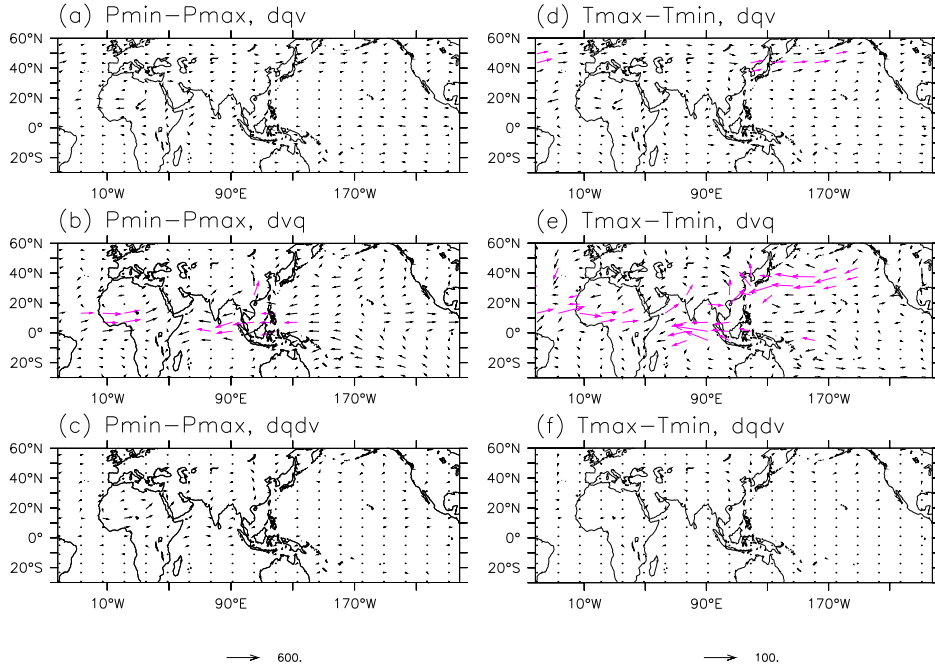 (a) Pmin−Pmax, dqv
(d) Tmax−Tmin, dqv
60°N
40°N
20°N
0°
20°S
10°W
90°E
170°W
60°N
40°N
20°N
0°
20°S
10°W
90°E
170°W
(b) Pmin−Pmax, dvq
(e) Tmax−Tmin, dvq
60°N
40°N
20°N
0°
20°S
10°W
90°E
170°W
60°N
40°N
20°N
0°
20°S
10°W
90°E
170°W
(c) Pmin−Pmax, dqdv
(f) Tmax−Tmin, dqdv
60°N
40°N
20°N
0°
20°S
10°W
90°E
170°W
60°N
40°N
20°N
0°
20°S
10°W
90°E
170°W
600.
100.